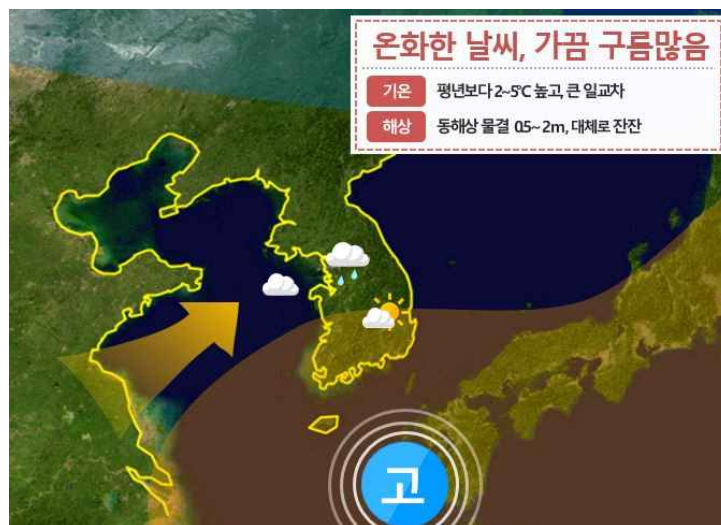 온화한 날씨, 가끔 구름많음
기온 평년보다 2~5℃ 높고, 큰 일교차
해상 동해상 물결 0.5~2m, 대체로 잔잔
고